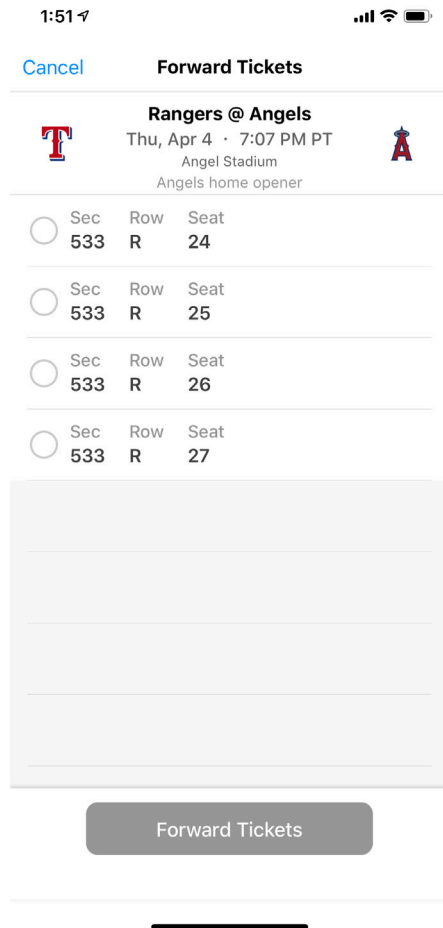 1:51
Cancel Forward Tickets
Rangers @ Angels
Thu, Apr 4 · 7:07 PM PT
Angel Stadium
Angels home opener
Sec Row Seat
533 R 24
Sec Row Seat
533 R 25
Sec Row Seat
533 R 26
Sec Row Seat
533 R 27
Forward Tickets